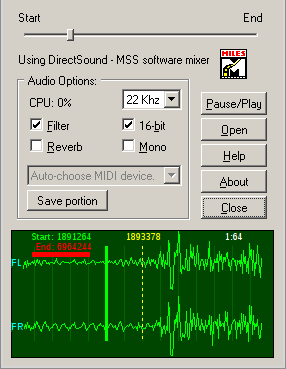 Start End
Using DirectSound - MSS software mixer
MILES
Audio Options:
CPU: 0% 22 Khz
Filter 16-bit
Reverb Mono
Auto-choose MIDI device.
Save portion
Pause/Play
Open
Help
About
Close
Start: 1891264 1893378 1:64
End: 0964244
FL
FR